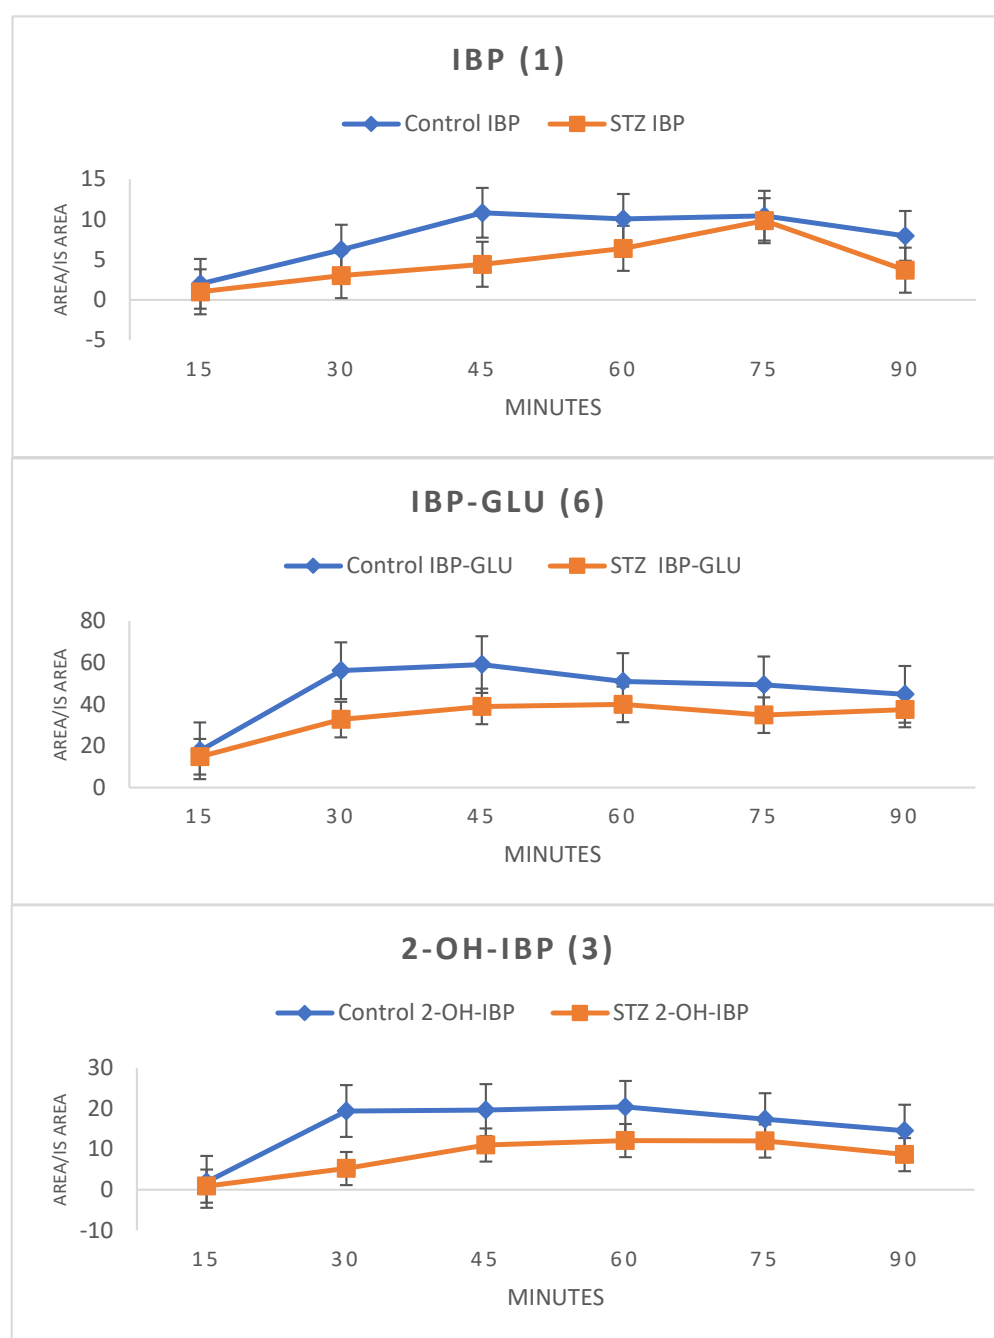 IBP (1)
Control IBP STZ IBP
15
10
5
0
-5
AREA/IS AREA
15 30 45 60 75 90
MINUTES
IBP-GLU (6)
Control IBP-GLU STZ IBP-GLU
80
60
40
20
0
AREA/IS AREA
15 30 45 60 75 90
MINUTES
2-OH-IBP (3)
Control 2-OH-IBP STZ 2-OH-IBP
30
20
10
0
-10
AREA/IS AREA
15 30 45 60 75 90
MINUTES